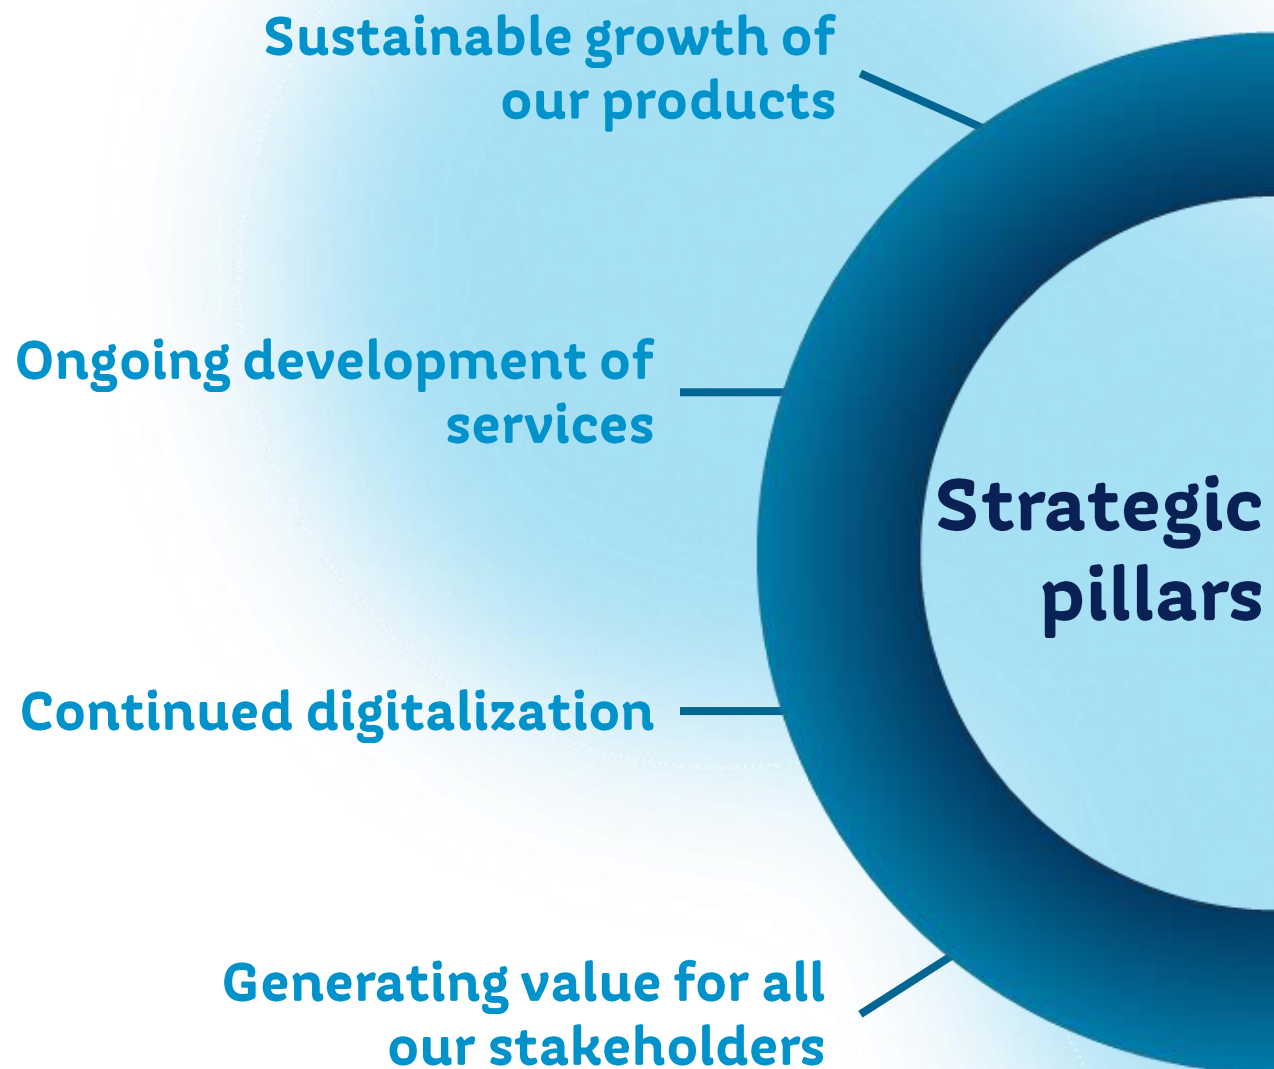 Sustainable growth of
our products
Ongoing development of
services
Strategic
pillars
Continued digitalization
Generating value for all
our stakeholders